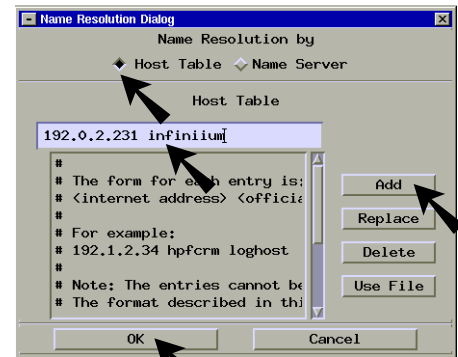 Name Resolution Dialog
Name Resolution by
Host Table Name Server
Host Table
192.0.2.231 infiniium
#
# The form for each entry is:
# <internet address> <officia
#
# For example:
# 192.1.2.34 hpfcrm loghost
#
# Note: The entries cannot be
# The format described in thi
Add
Replace
Delete
Use File
OK Cancel